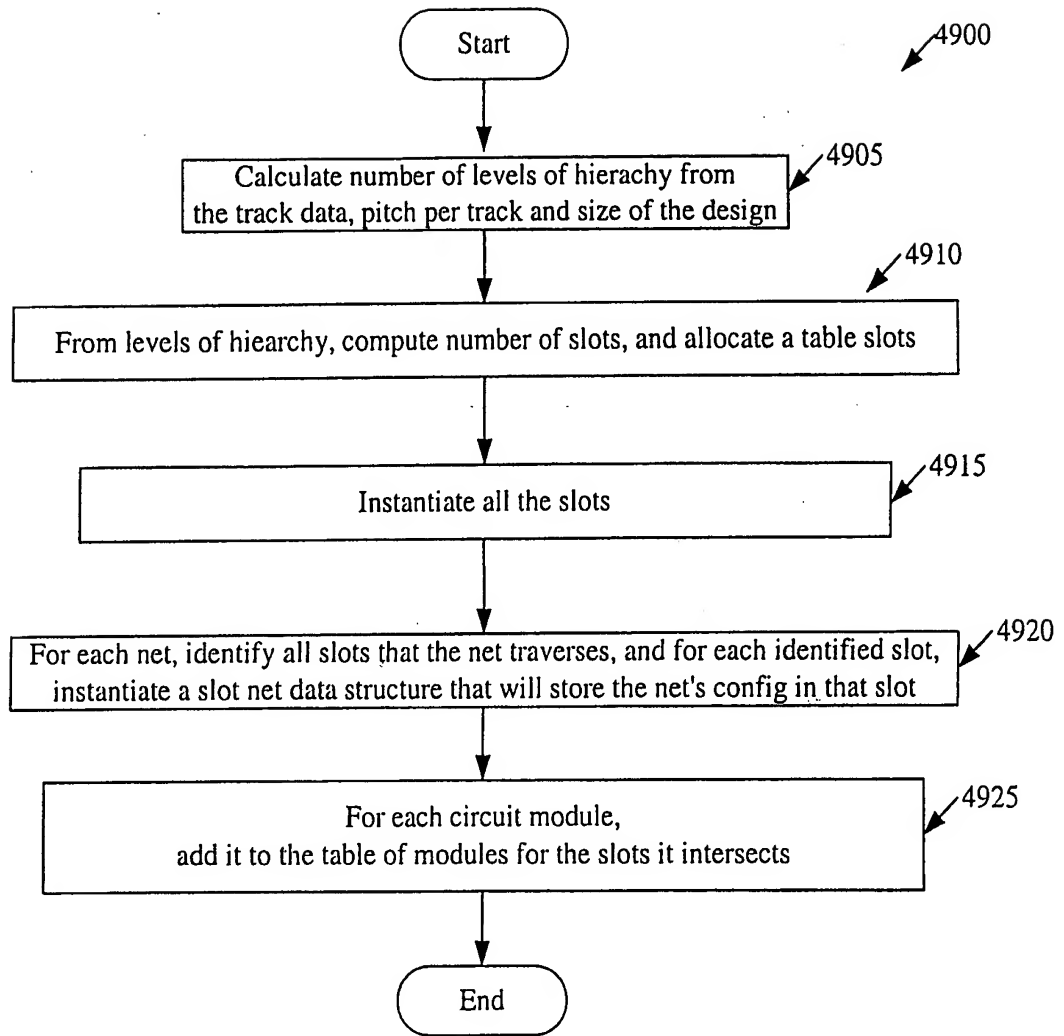 Start
4900
4905
Calculate number of levels of hierachy from
the track data, pitch per track and size of the design
4910
From levels of hiearchy, compute number of slots, and allocate a table slots
4915
Instantiate all the slots
4920
For each net, identify all slots that the net traverses, and for each identified slot,
instantiate a slot net data structure that will store the net's config in that slot
4925
For each circuit module,
add it to the table of modules for the slots it intersects
End